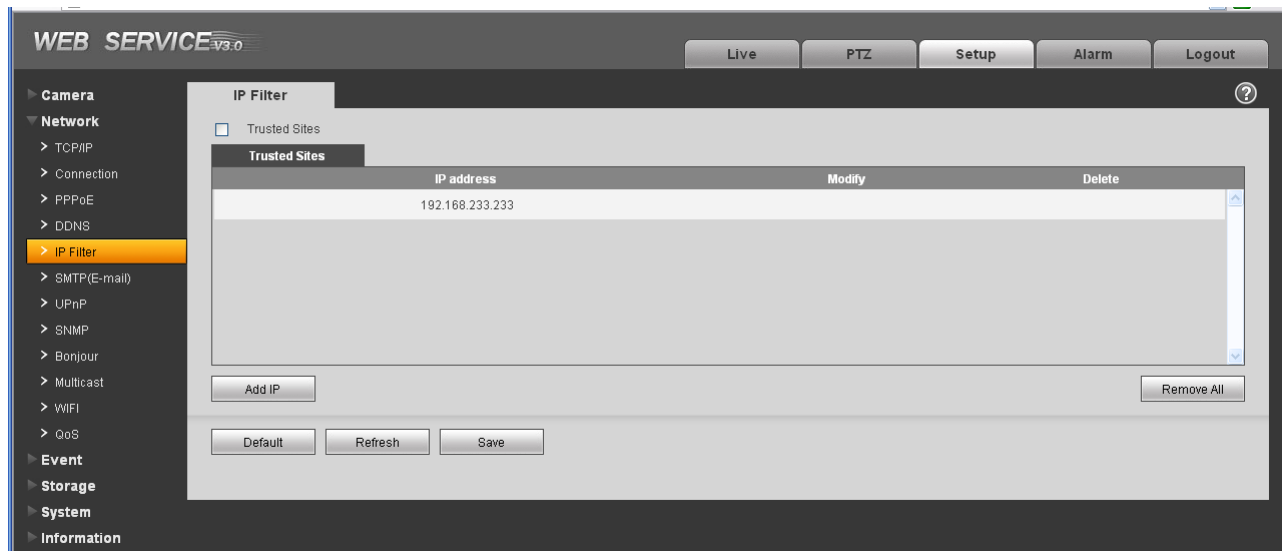 WEB SERVICE V3.0
Live PTZ Setup Alarm Logout
Camera
Network
> TCP/IP
> Connection
> PPPoE
> DDNS
> IP Filter
> SMTP(E-mail)
> UPnP
> SNMP
> Bonjour
> Multicast
> WIFI
> QoS
Event
Storage
System
Information
IP Filter
?
Trusted Sites
Trusted Sites
IP address Modify Delete
192.168.233.233
Add IP Remove All
Default Refresh Save